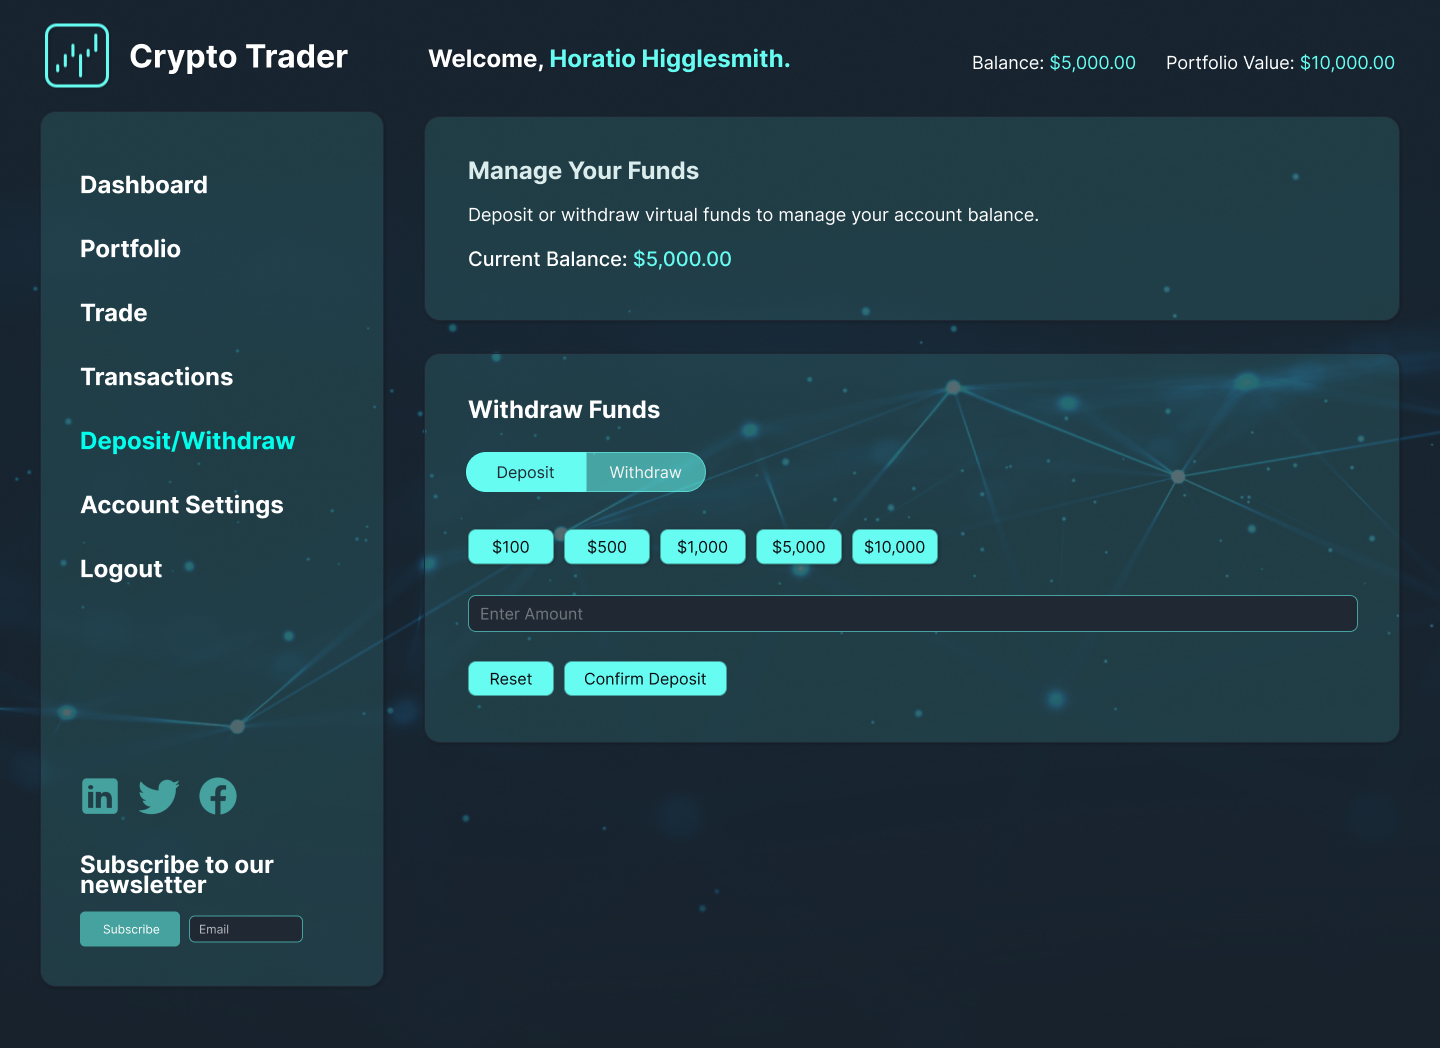 Crypto Trader
Welcome, Horatio Higglesmith.
Balance: $5,000.00
Portfolio Value: $10,000.00
Dashboard
Portfolio
Trade
Transactions
Deposit/Withdraw
Account Settings
Logout
in
Subscribe to our
newsletter
Subscribe
Email
Manage Your Funds
Deposit or withdraw virtual funds to manage your account balance.
Current Balance: $5,000.00
Withdraw Funds
Deposit
Withdraw
$100
$500
$1,000
$5,000
$10,000
Enter Amount
Reset
Confirm Deposit